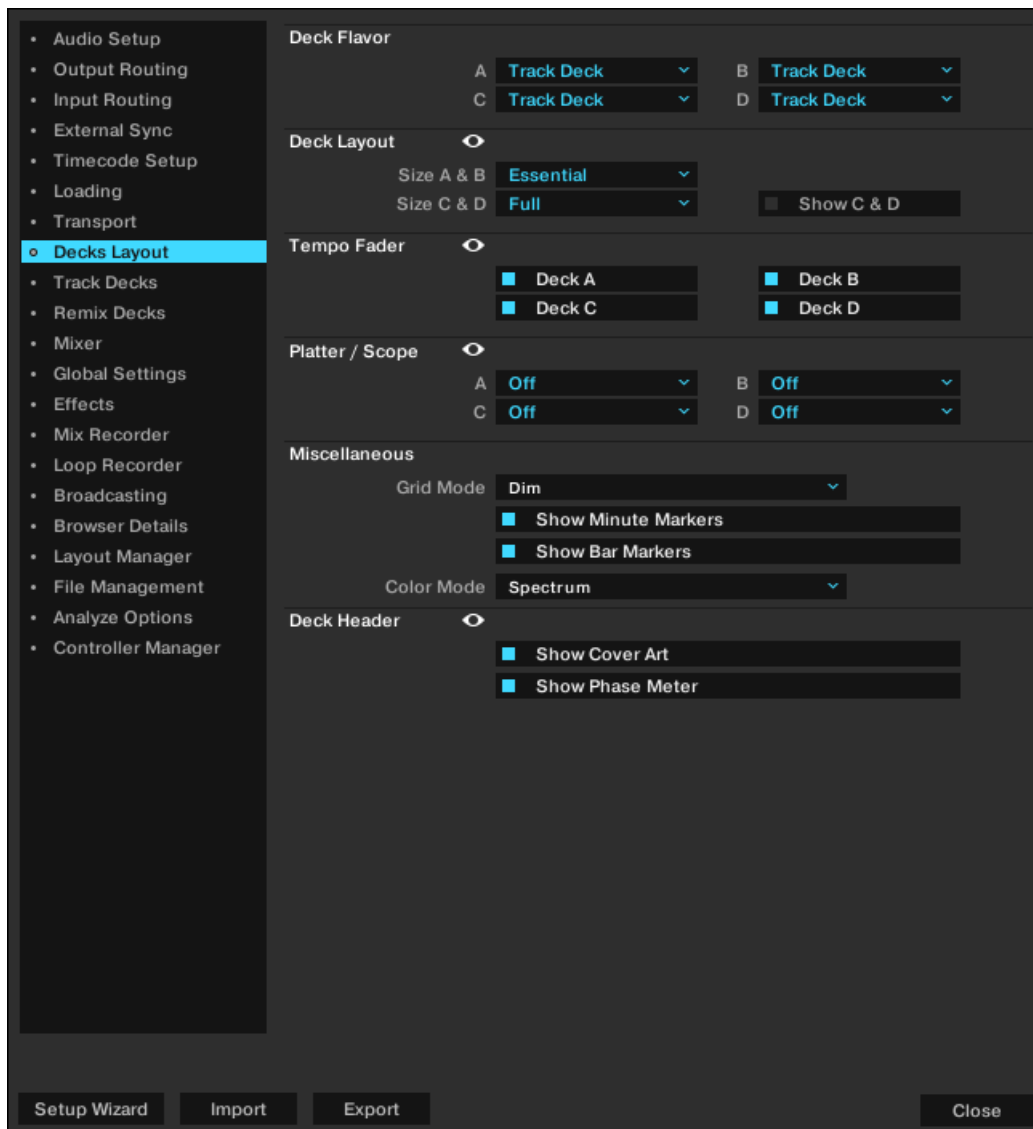 Audio Setup
Output Routing
Input Routing
External Sync
Timecode Setup
Loading
Transport
Decks Layout
Track Decks
Remix Decks
Mixer
Global Settings
Effects
Mix Recorder
Loop Recorder
Broadcasting
Browser Details
Layout Manager
File Management
Analyze Options
Controller Manager
Deck Flavor
A Track Deck B Track Deck
C Track Deck D Track Deck
Deck Layout
Size A & B Essential
Size C & D Full Show C & D
Tempo Fader
Deck A Deck B
Deck C Deck D
Platter / Scope
A Off B Off
C Off D Off
Miscellaneous
Grid Mode Dim
Show Minute Markers
Show Bar Markers
Color Mode Spectrum
Deck Header
Show Cover Art
Show Phase Meter
Setup Wizard Import Export Close